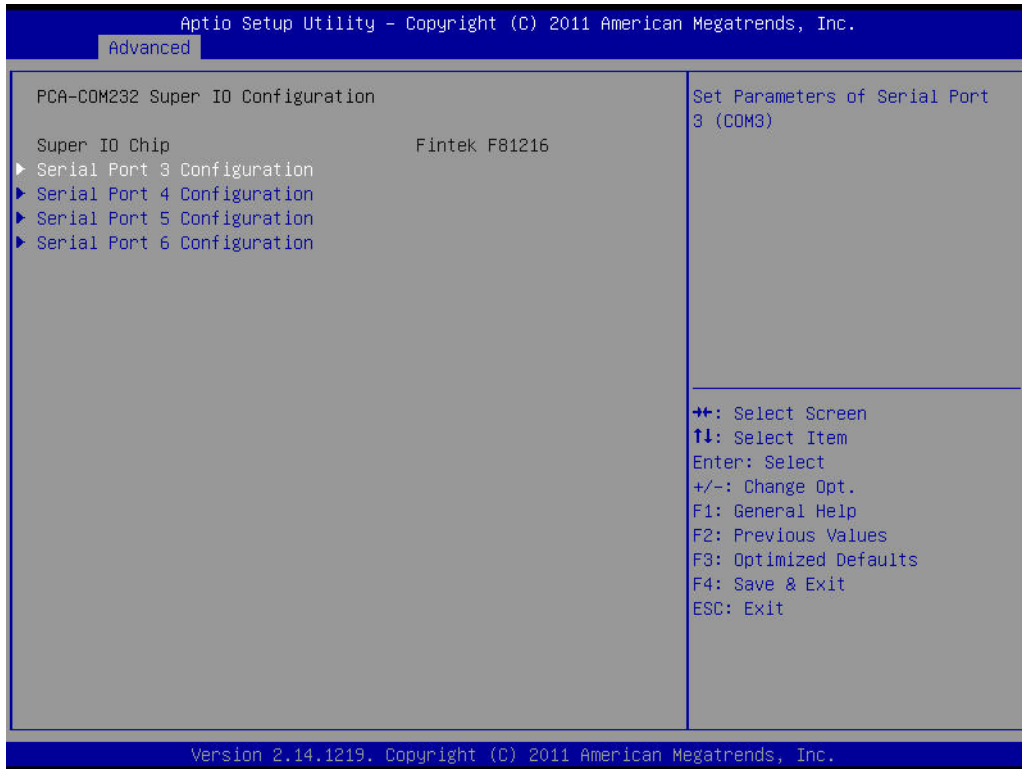 Aptio Setup Utility – Copyright (C) 2011 American Megatrends, Inc.
Advanced
PCA-COM232 Super IO Configuration
Super IO Chip Fintek F81216
▶ Serial Port 3 Configuration
▶ Serial Port 4 Configuration
▶ Serial Port 5 Configuration
▶ Serial Port 6 Configuration
Set Parameters of Serial Port
3 (COM3)
→←: Select Screen
↑↓: Select Item
Enter: Select
+/-: Change Opt.
F1: General Help
F2: Previous Values
F3: Optimized Defaults
F4: Save & Exit
ESC: Exit
Version 2.14.1219. Copyright (C) 2011 American Megatrends, Inc.